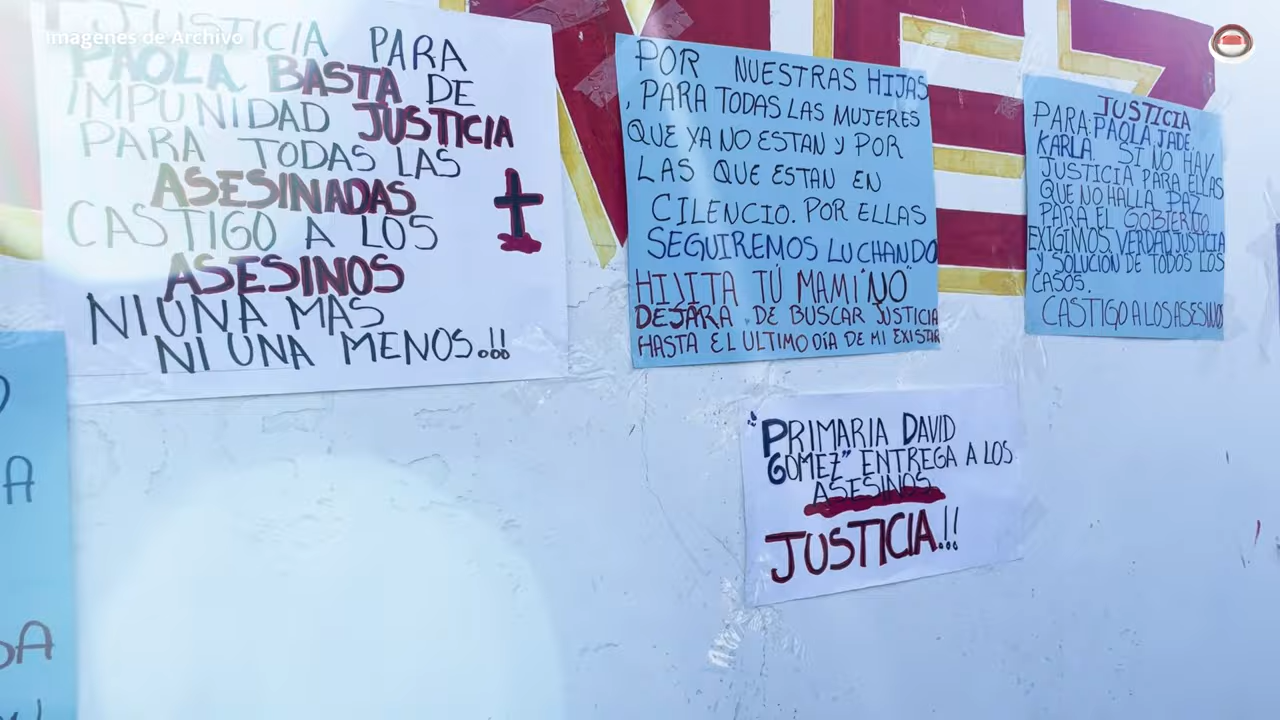 Imagenes de Archivo
JUSTICIA PARA
PAOLA BASTA DE
IMPUNIDAD JUSTICIA
PARA TODAS LAS
ASESINADAS
CASTIGO A LOS
ASESINOS
NI UNA MAS
NI UNA MENOS.!!
POR NUESTRAS HIJAS
, PARA TODAS LAS MUJERES
QUE YA NO ESTAN Y POR
LAS QUE ESTAN EN
CILENCIO. POR ELLAS
SEGUIREMOS LUCHANDO
HIJITA TÚ MAMI "NO"
DEJARA DE BUSCAR JUSTICIA
HASTA EL ULTIMO DÍA DE MI EXISTIR
JUSTICIA
PARA: PAOLA, JADE,
KARLA. SI NO HAY
JUSTICIA PARA ELLAS
QUE NO HALLA PAZ
PARA EL GOBIERNO
EXIGIMOS VERDAD JUSTICIA
Y SOLUCIÓN DE TODOS LOS
CASOS.
CASTIGO A LOS ASESINOS
"PRIMARIA DAVID
GOMEZ" ENTREGA A LOS
ASESINOS
JUSTICIA.!!
A
DA